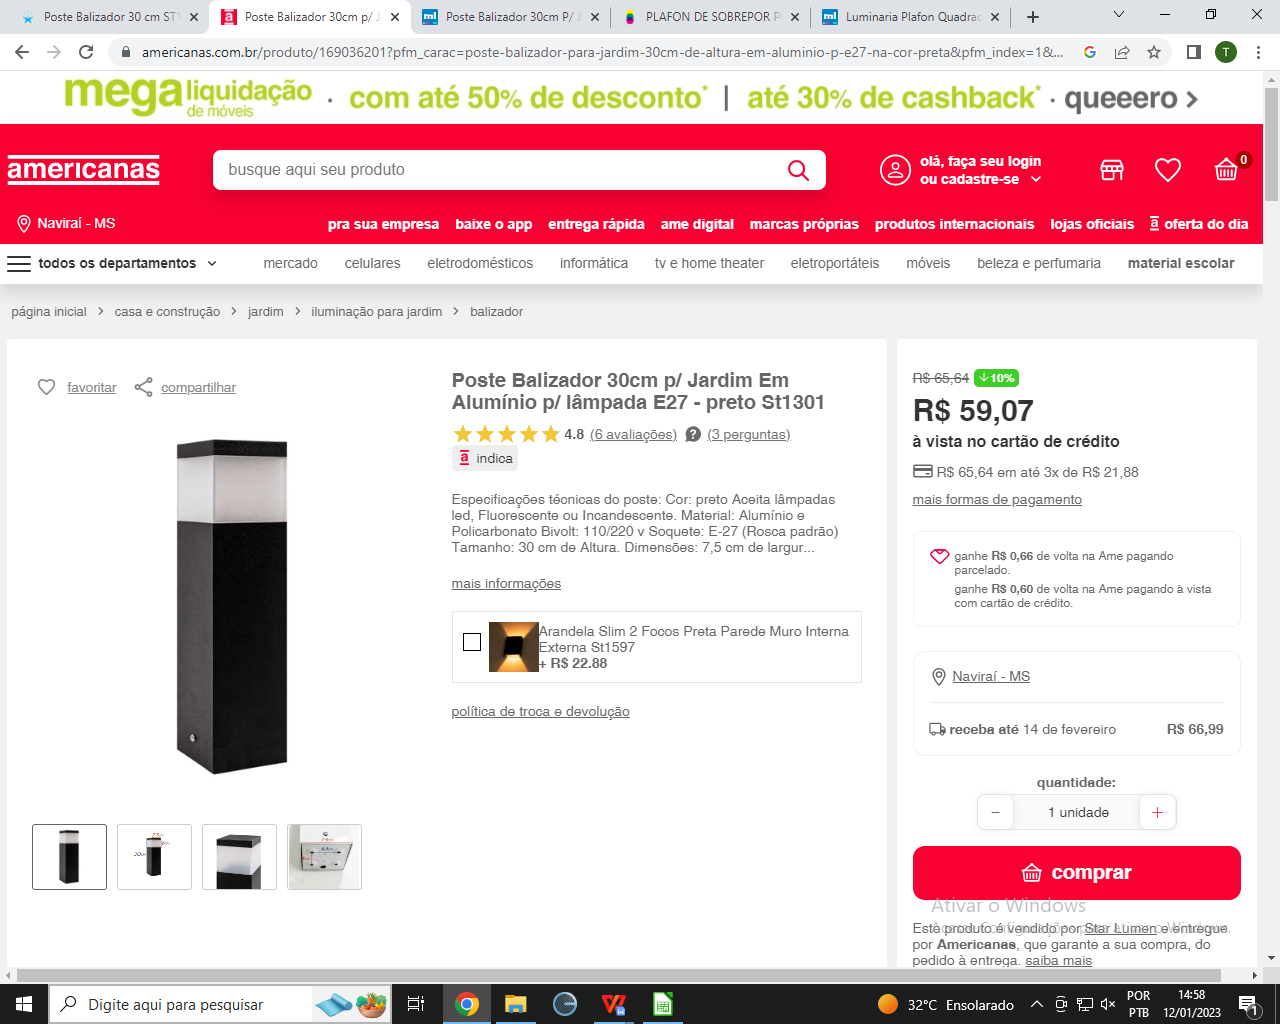 Poste Balizador 30 cm ST1
Poste Balizador 30cm p/ J
Poste Balizador 30cm P/ J
PLAFON DE SOBREPOR P
Luminaria Plafon Quadrad
americanas.com.br/produto/169036201?pfm_carac=poste-balizador-para-jardim-30cm-de-altura-em-aluminio-p-e27-na-cor-preta&pfm_index=1&...
T
mega liquidação de móveis · com até 50% de desconto* | até 30% de cashback* · queeero >
americanas
busque aqui seu produto
olá, faça seu login
ou cadastre-se
0
Naviraí - MS
pra sua empresa baixe o app entrega rápida ame digital marcas próprias produtos internacionais lojas oficiais a oferta do dia
todos os departamentos
mercado celulares eletrodomésticos informática tv e home theater eletroportáteis móveis beleza e perfumaria material escolar
página inicial > casa e construção > jardim > iluminação para jardim > balizador
favoritar compartilhar
Poste Balizador 30cm p/ Jardim Em
Alumínio p/ lâmpada E27 - preto St1301
4.8 (6 avaliações) (3 perguntas)
a indica
Especificações técnicas do poste: Cor: preto Aceita lâmpadas
led, Fluorescente ou Incandescente. Material: Alumínio e
Policarbonato Bivolt: 110/220 v Soquete: E-27 (Rosca padrão)
Tamanho: 30 cm de Altura. Dimensões: 7,5 cm de largur...
mais informações
Arandela Slim 2 Focos Preta Parede Muro Interna
Externa St1597
+ R$ 22.88
política de troca e devolução
R$ 65,64 10%
R$ 59,07
à vista no cartão de crédito
R$ 65,64 em até 3x de R$ 21,88
mais formas de pagamento
ganhe R$ 0,66 de volta na Ame pagando
parcelado.
ganhe R$ 0,60 de volta na Ame pagando à vista
com cartão de crédito.
Naviraí - MS
receba até 14 de fevereiro R$ 66,99
quantidade:
- 1 unidade +
comprar
Ativar o Windows
Acesse Configurações para ativar o Windows.
Este produto é vendido por Star Lumen e entregue
por Americanas, que garante a sua compra, do
pedido à entrega. saiba mais
Digite aqui para pesquisar
32°C Ensolarado
POR
PTB
14:58
12/01/2023
1